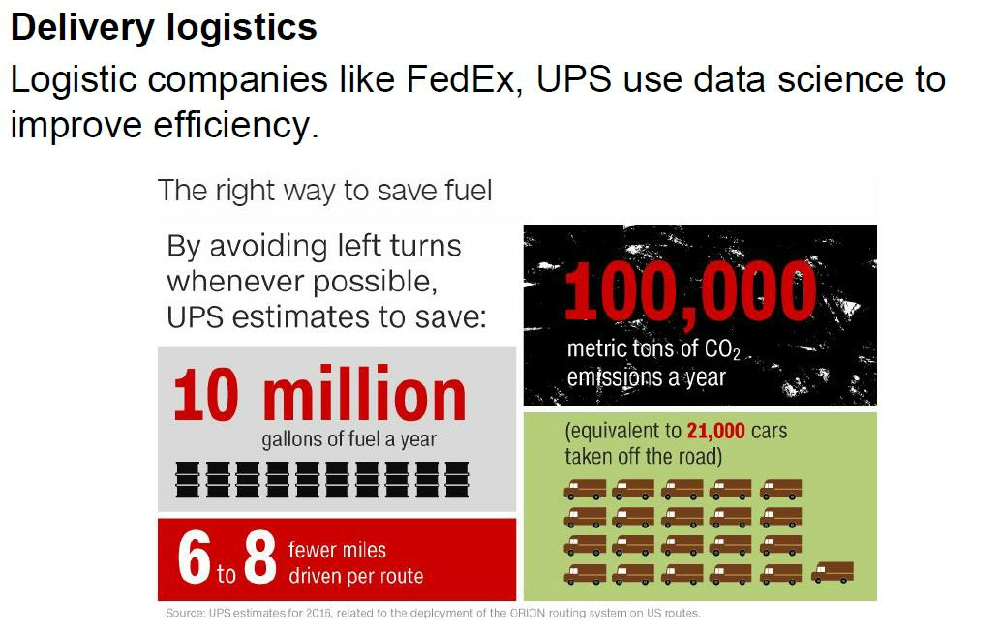 Delivery logistics
Logistic companies like FedEx, UPS use data science to
improve efficiency.
The right way to save fuel
By avoiding left turns
whenever possible,
UPS estimates to save:
10 million
gallons of fuel a year
6 to 8 fewer miles
driven per route
100,000
metric tons of CO₂
emissions a year
(equivalent to 21,000 cars
taken off the road)
Source: UPS estimates for 2016, related to the deployment of the ORION routing system on US routes.